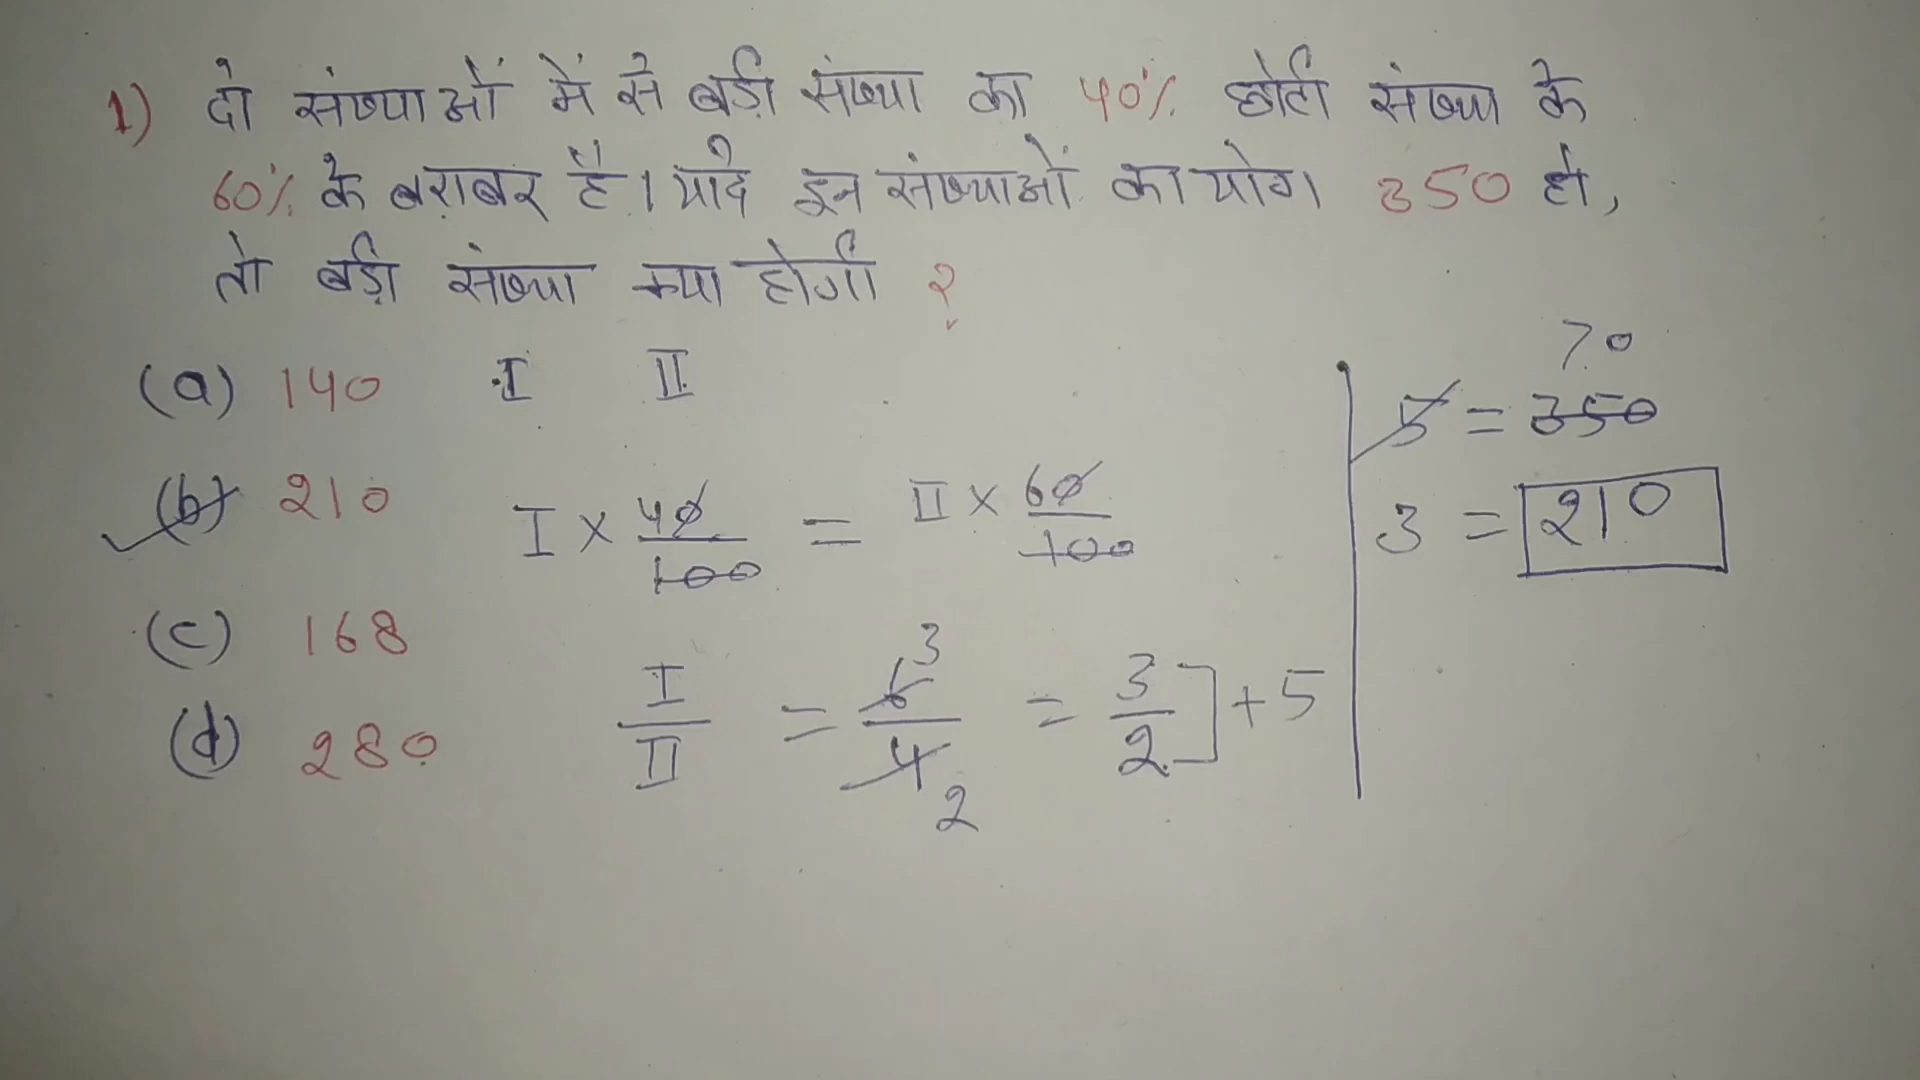 1) दो संख्याओं में से बड़ी संख्या का 40% छोटी संख्या के
60% के बराबर है। यदि इन संख्याओं का योग 350 हो,
तो बड़ी संख्या क्या होगी ?
(a) 140
(b) 210
(c) 168
(d) 280
I II
I × 40/100 = II × 60/100
I/II = 6/4 = 3/2 ] + 5
3
2
70
5 = 350
3 = 210